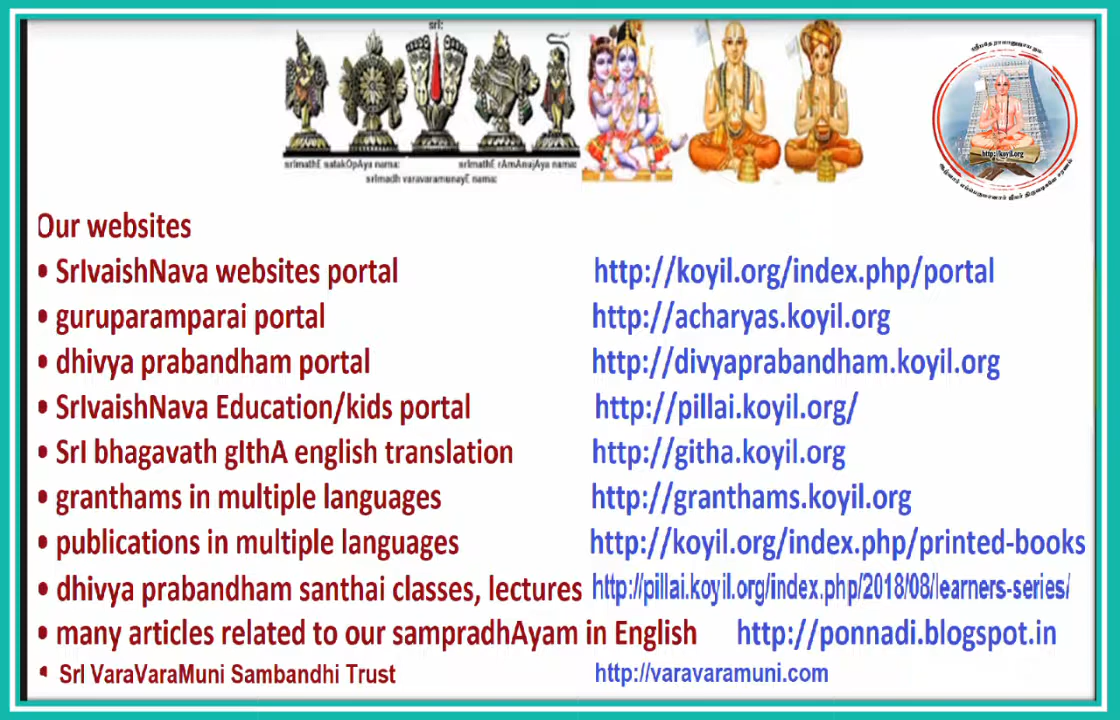 srI:
srImathE satakOpAya nama: srImathE rAmAnujAya nama:
srImadh varavaramunayE nama:
http://koyil.org
Our websites
• SrIvaishNava websites portal http://koyil.org/index.php/portal
• guruparamparai portal http://acharyas.koyil.org
• dhivya prabandham portal http://divyaprabandham.koyil.org
• SrIvaishNava Education/kids portal http://pillai.koyil.org/
• SrI bhagavath gIthA english translation http://githa.koyil.org
• granthams in multiple languages http://granthams.koyil.org
• publications in multiple languages http://koyil.org/index.php/printed-books
• dhivya prabandham santhai classes, lectures http://pillai.koyil.org/index.php/2018/08/learners-series/
• many articles related to our sampradhAyam in English http://ponnadi.blogspot.in
• SrI VaraVaraMuni Sambandhi Trust http://varavaramuni.com